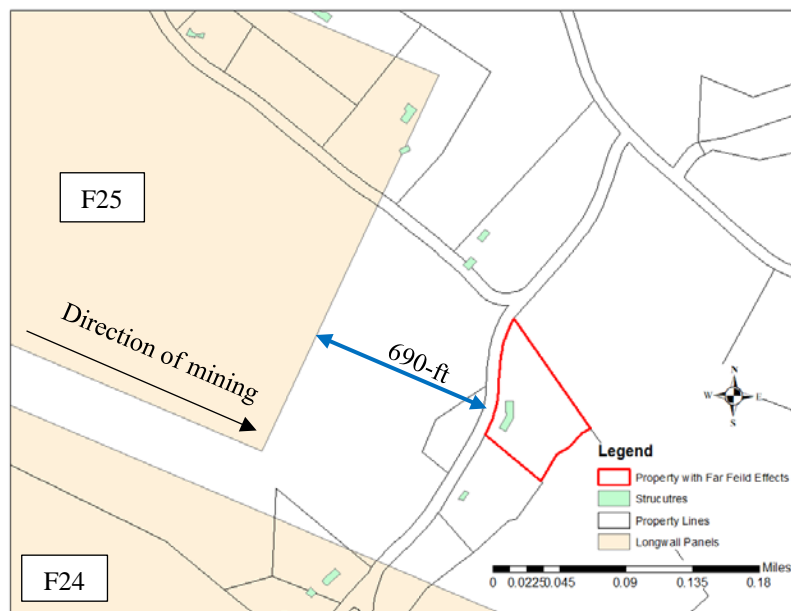 F25
Direction of mining
690-ft
N
W E
S
Legend
Property with Far Feild Effects
Strucutres
Property Lines
Longwall Panels
F24
Miles
0 0.0225 0.045 0.09 0.135 0.18